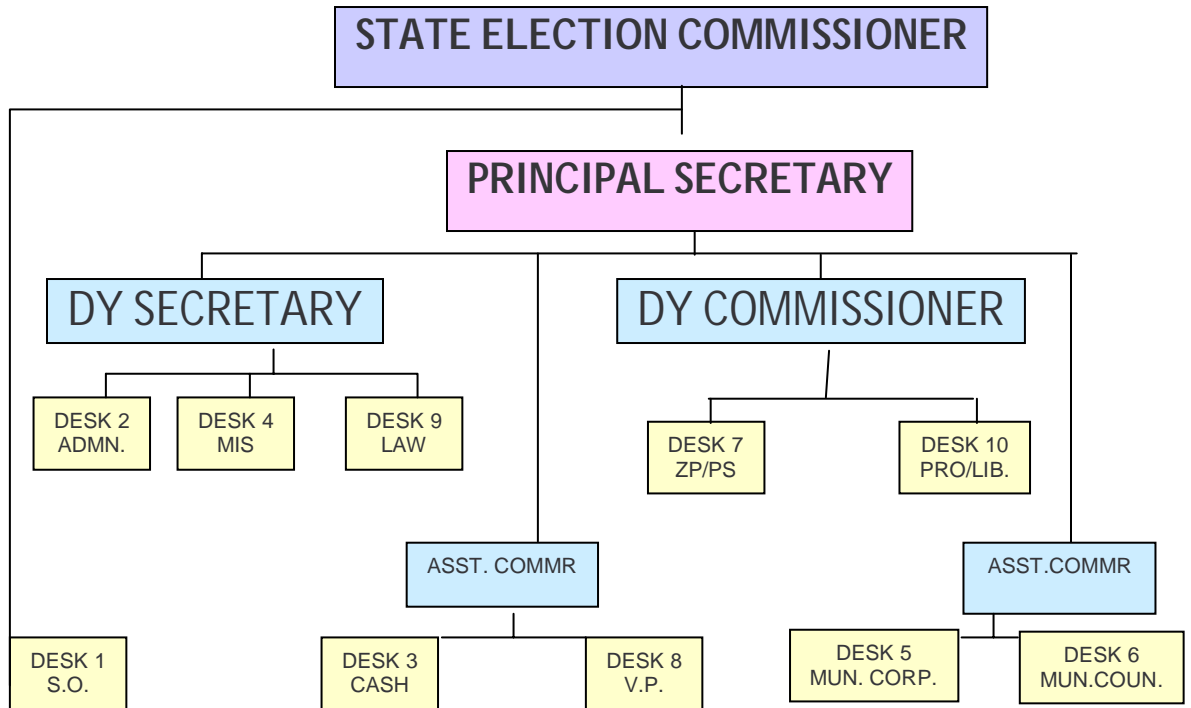 STATE ELECTION COMMISSIONER
PRINCIPAL SECRETARY
DY SECRETARY
DY COMMISSIONER
DESK 2
ADMN.
DESK 4
MIS
DESK 9
LAW
DESK 7
ZP/PS
DESK 10
PRO/LIB.
ASST. COMMR
ASST.COMMR
DESK 1
S.O.
DESK 3
CASH
DESK 8
V.P.
DESK 5
MUN. CORP.
DESK 6
MUN.COUN.